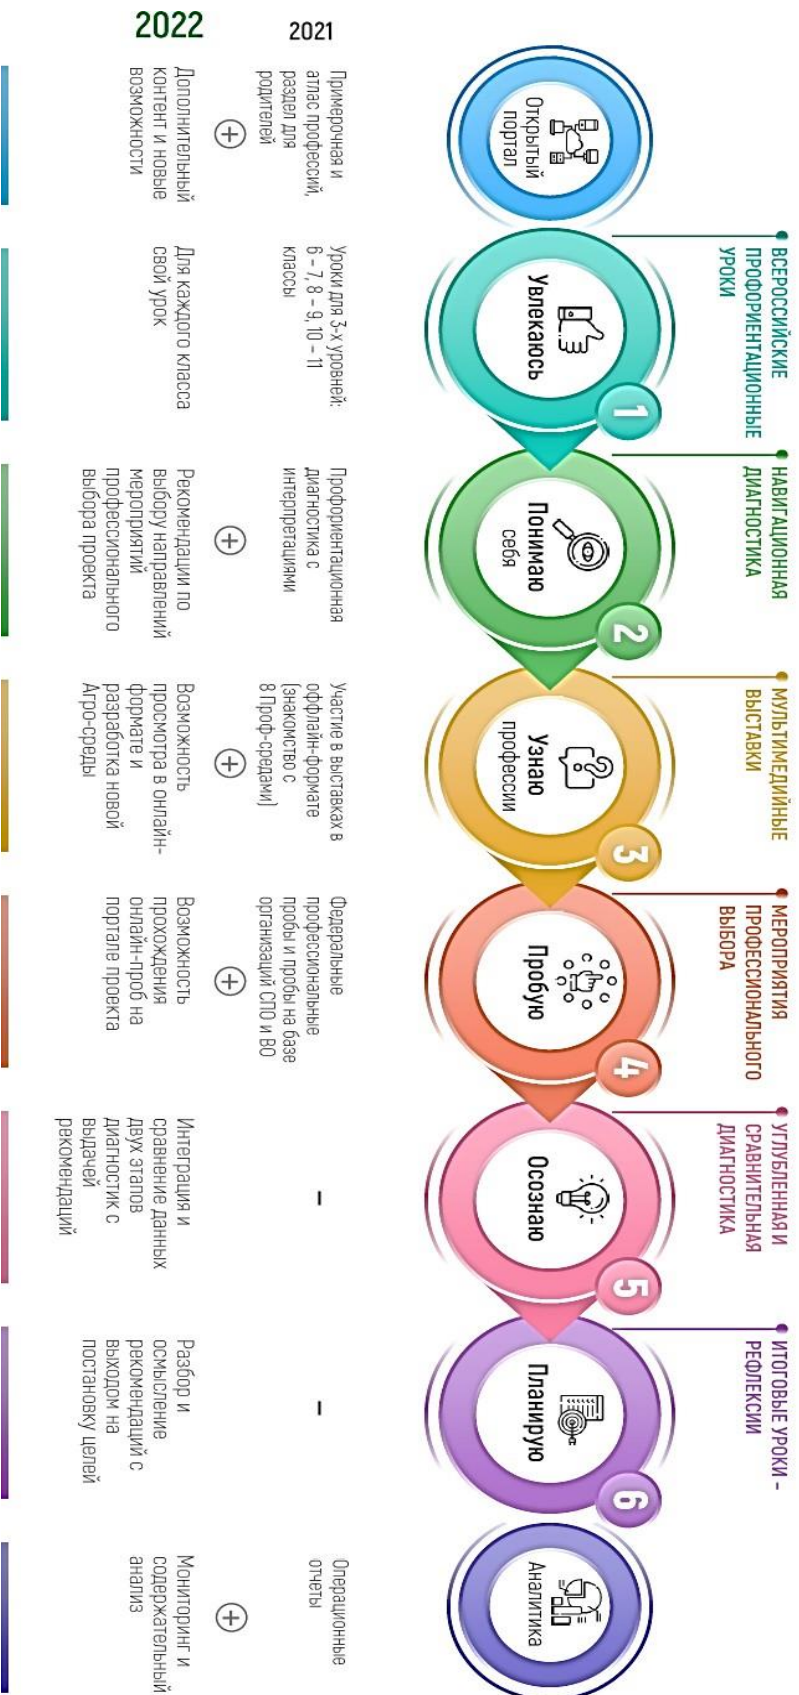 ВСЕРОССИЙСКИЕ
ПРОФОРИЕНТАЦИОННЫЕ
УРОКИ
НАВИГАЦИОННАЯ
ДИАГНОСТИКА
МУЛЬТИМЕДИЙНЫЕ
ВЫСТАВКИ
МЕРОПРИЯТИЯ
ПРОФЕССИОНАЛЬНОГО
ВЫБОРА
УГЛУБЛЕННАЯ И
СРАВНИТЕЛЬНАЯ
ДИАГНОСТИКА
ИТОГОВЫЕ УРОКИ –
РЕФЛЕКСИИ
Открытый
портал
1
Увлекаюсь
2
Понимаю
себя
3
Узнаю
профессии
4
Пробую
5
Осознаю
6
Планирую
Аналитика
2021
Примерочная и
атлас профессий,
раздел для
родителей
Уроки для 3-х уровней:
6 – 7, 8 – 9, 10 – 11
классы
Профориентационная
диагностика с
интерпретациями
Участие в выставках в
оффлайн-формате
(знакомство с
8 Проф-средами)
Федеральные
профессиональные
пробы и пробы на базе
организаций СПО и ВО
–
–
Операционные
отчеты
+
+
+
+
+
2022
Дополнительный
контент и новые
возможности
Для каждого класса
свой урок
Рекомендации по
выбору направлений
мероприятий
профессионального
выбора проекта
Возможность
просмотра в онлайн-
формате и
разработка новой
Агро-среды
Возможность
прохождения
онлайн-проб на
портале проекта
Интеграция и
сравнение данных
двух этапов
диагностик с
выдачей
рекомендаций
Разбор и
осмысление
рекомендаций с
выходом на
постановку целей
Мониторинг и
содержательный
анализ